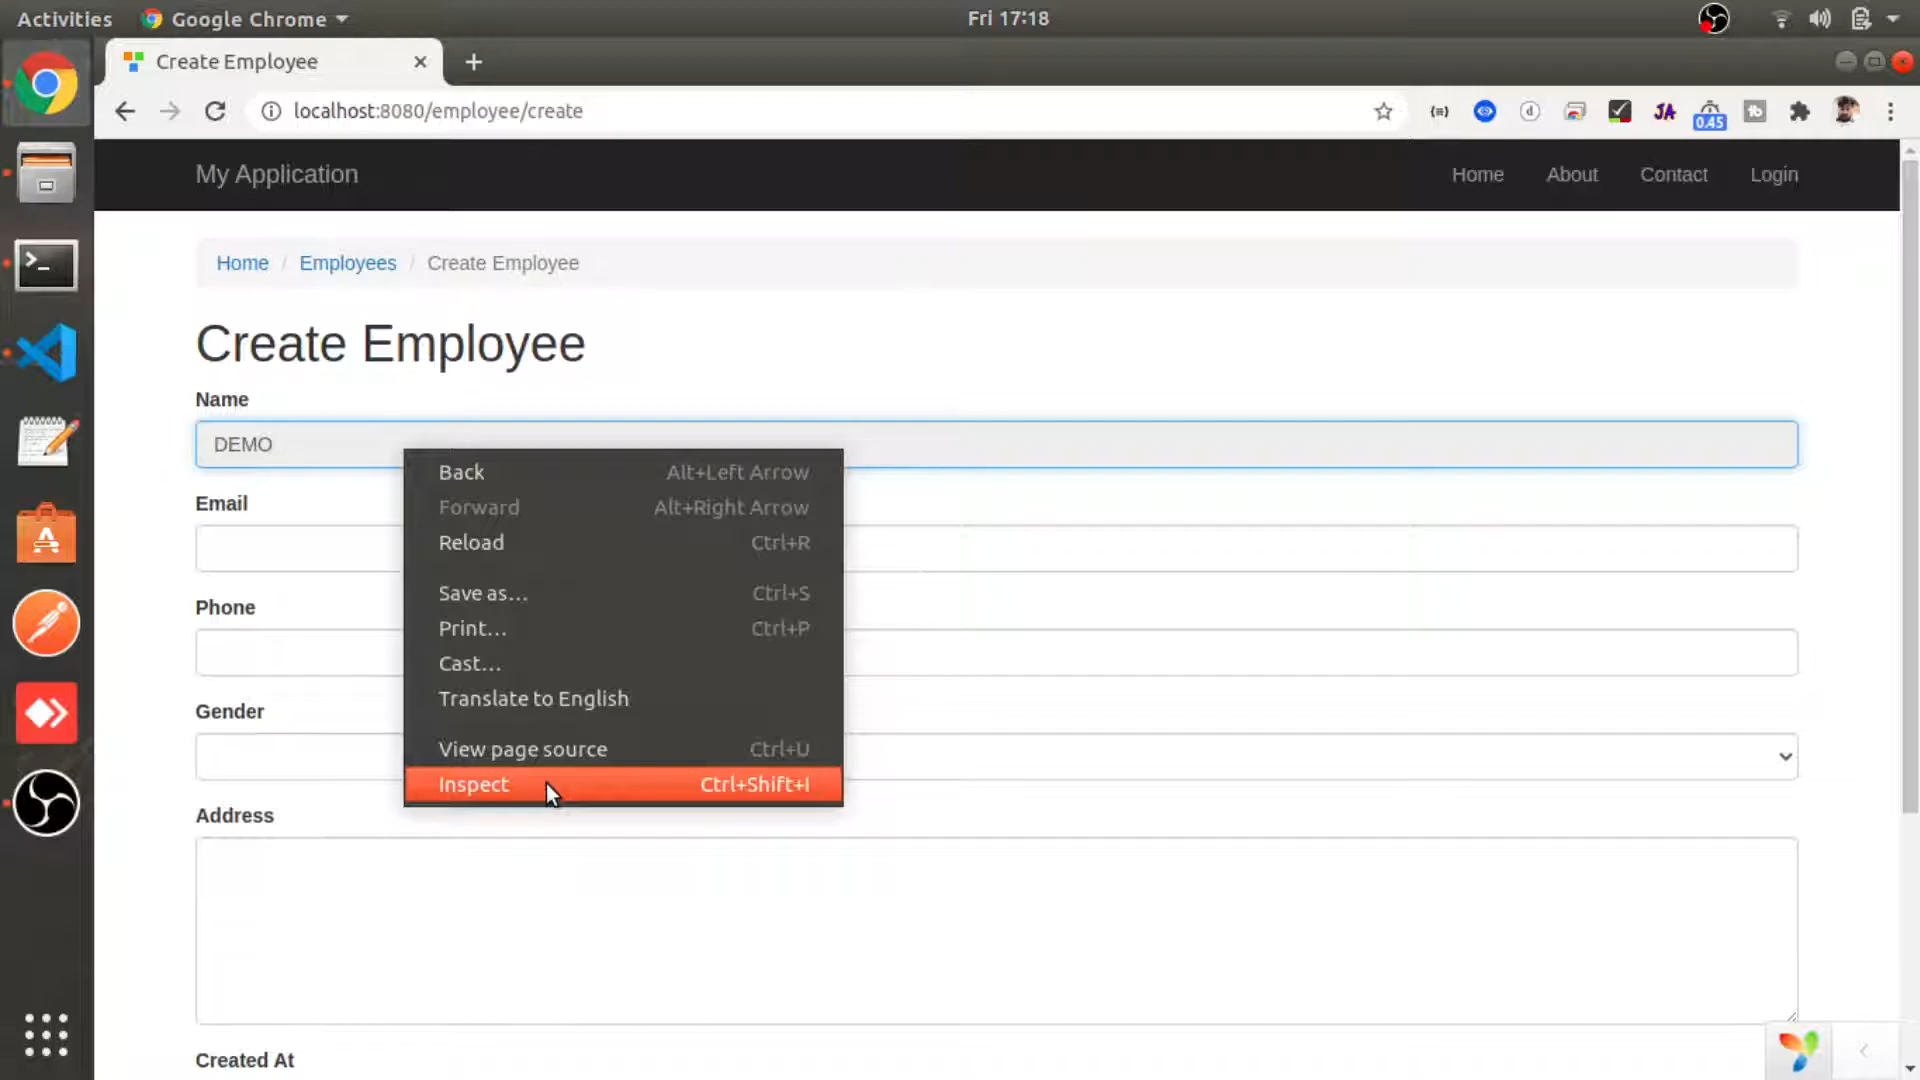 Activities Google Chrome Fri 17:18
Create Employee
localhost:8080/employee/create
0.45
My Application Home About Contact Login
Home / Employees / Create Employee
Create Employee
Name
DEMO
Back Alt+Left Arrow
Forward Alt+Right Arrow
Reload Ctrl+R
Save as... Ctrl+S
Print... Ctrl+P
Cast...
Translate to English
View page source Ctrl+U
Inspect Ctrl+Shift+I
Email
Phone
Gender
Address
Created At